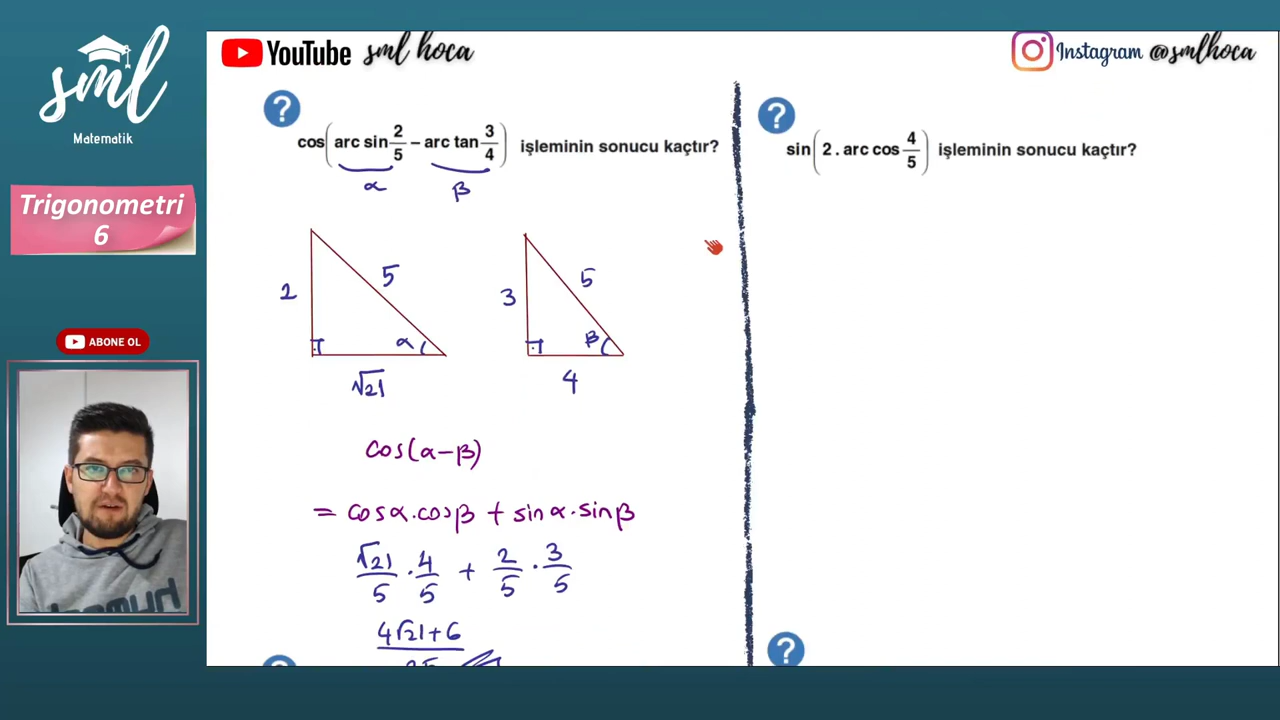 sml
Matematik
Trigonometri
6
ABONE OL
YouTube sml hoca
Instagram @smlhoca
?
cos(arc sin 2/5 − arc tan 3/4) işleminin sonucu kaçtır?
α β
2 5 α √21
3 5 β 4
cos(α−β)
= cosα.cosβ + sinα.sinβ
√21/5 . 4/5 + 2/5 . 3/5
4√21+6
?
?
sin(2 . arc cos 4/5) işleminin sonucu kaçtır?
?